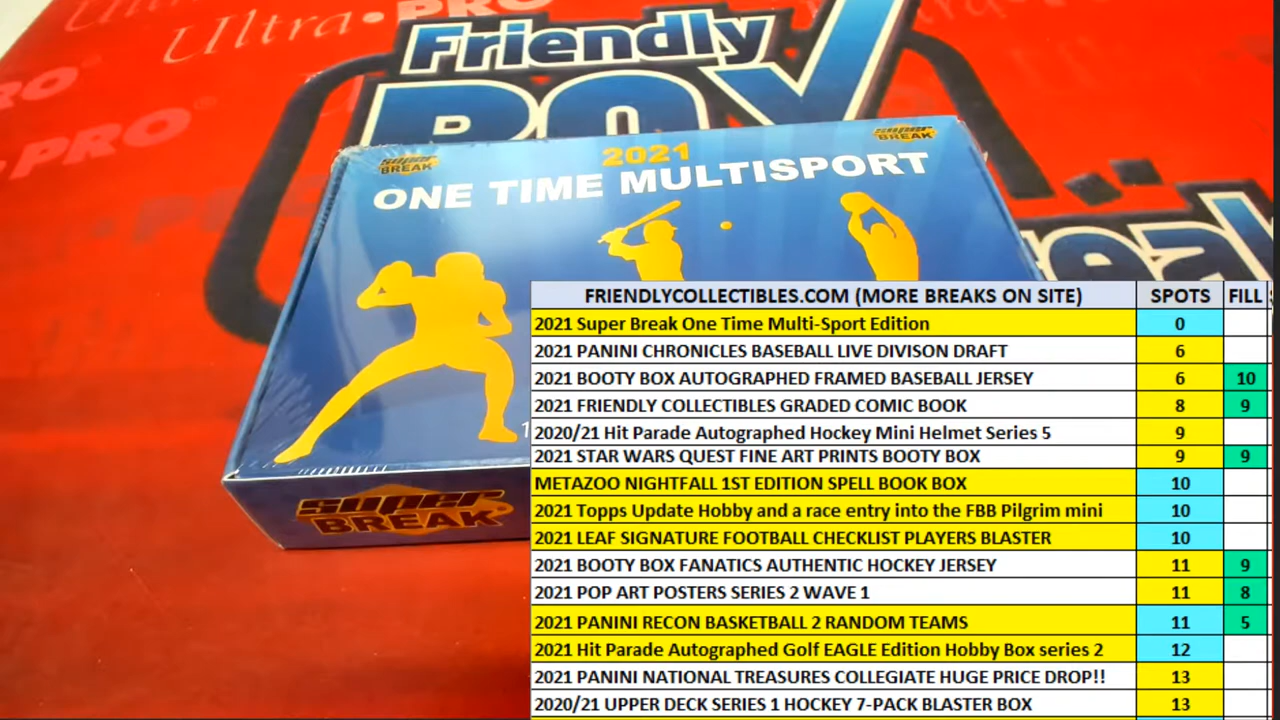 Ultra•PRO
Friendly
BOX
PRO
PRO
super BREAK
super BREAK
2021
ONE TIME MULTISPORT
super
BREAK
FRIENDLYCOLLECTIBLES.COM (MORE BREAKS ON SITE) SPOTS FILL
2021 Super Break One Time Multi-Sport Edition 0
2021 PANINI CHRONICLES BASEBALL LIVE DIVISON DRAFT 6
2021 BOOTY BOX AUTOGRAPHED FRAMED BASEBALL JERSEY 6 10
2021 FRIENDLY COLLECTIBLES GRADED COMIC BOOK 8 9
2020/21 Hit Parade Autographed Hockey Mini Helmet Series 5 9
2021 STAR WARS QUEST FINE ART PRINTS BOOTY BOX 9 9
METAZOO NIGHTFALL 1ST EDITION SPELL BOOK BOX 10
2021 Topps Update Hobby and a race entry into the FBB Pilgrim mini 10
2021 LEAF SIGNATURE FOOTBALL CHECKLIST PLAYERS BLASTER 10
2021 BOOTY BOX FANATICS AUTHENTIC HOCKEY JERSEY 11 9
2021 POP ART POSTERS SERIES 2 WAVE 1 11 8
2021 PANINI RECON BASKETBALL 2 RANDOM TEAMS 11 5
2021 Hit Parade Autographed Golf EAGLE Edition Hobby Box series 2 12
2021 PANINI NATIONAL TREASURES COLLEGIATE HUGE PRICE DROP!! 13
2020/21 UPPER DECK SERIES 1 HOCKEY 7-PACK BLASTER BOX 13